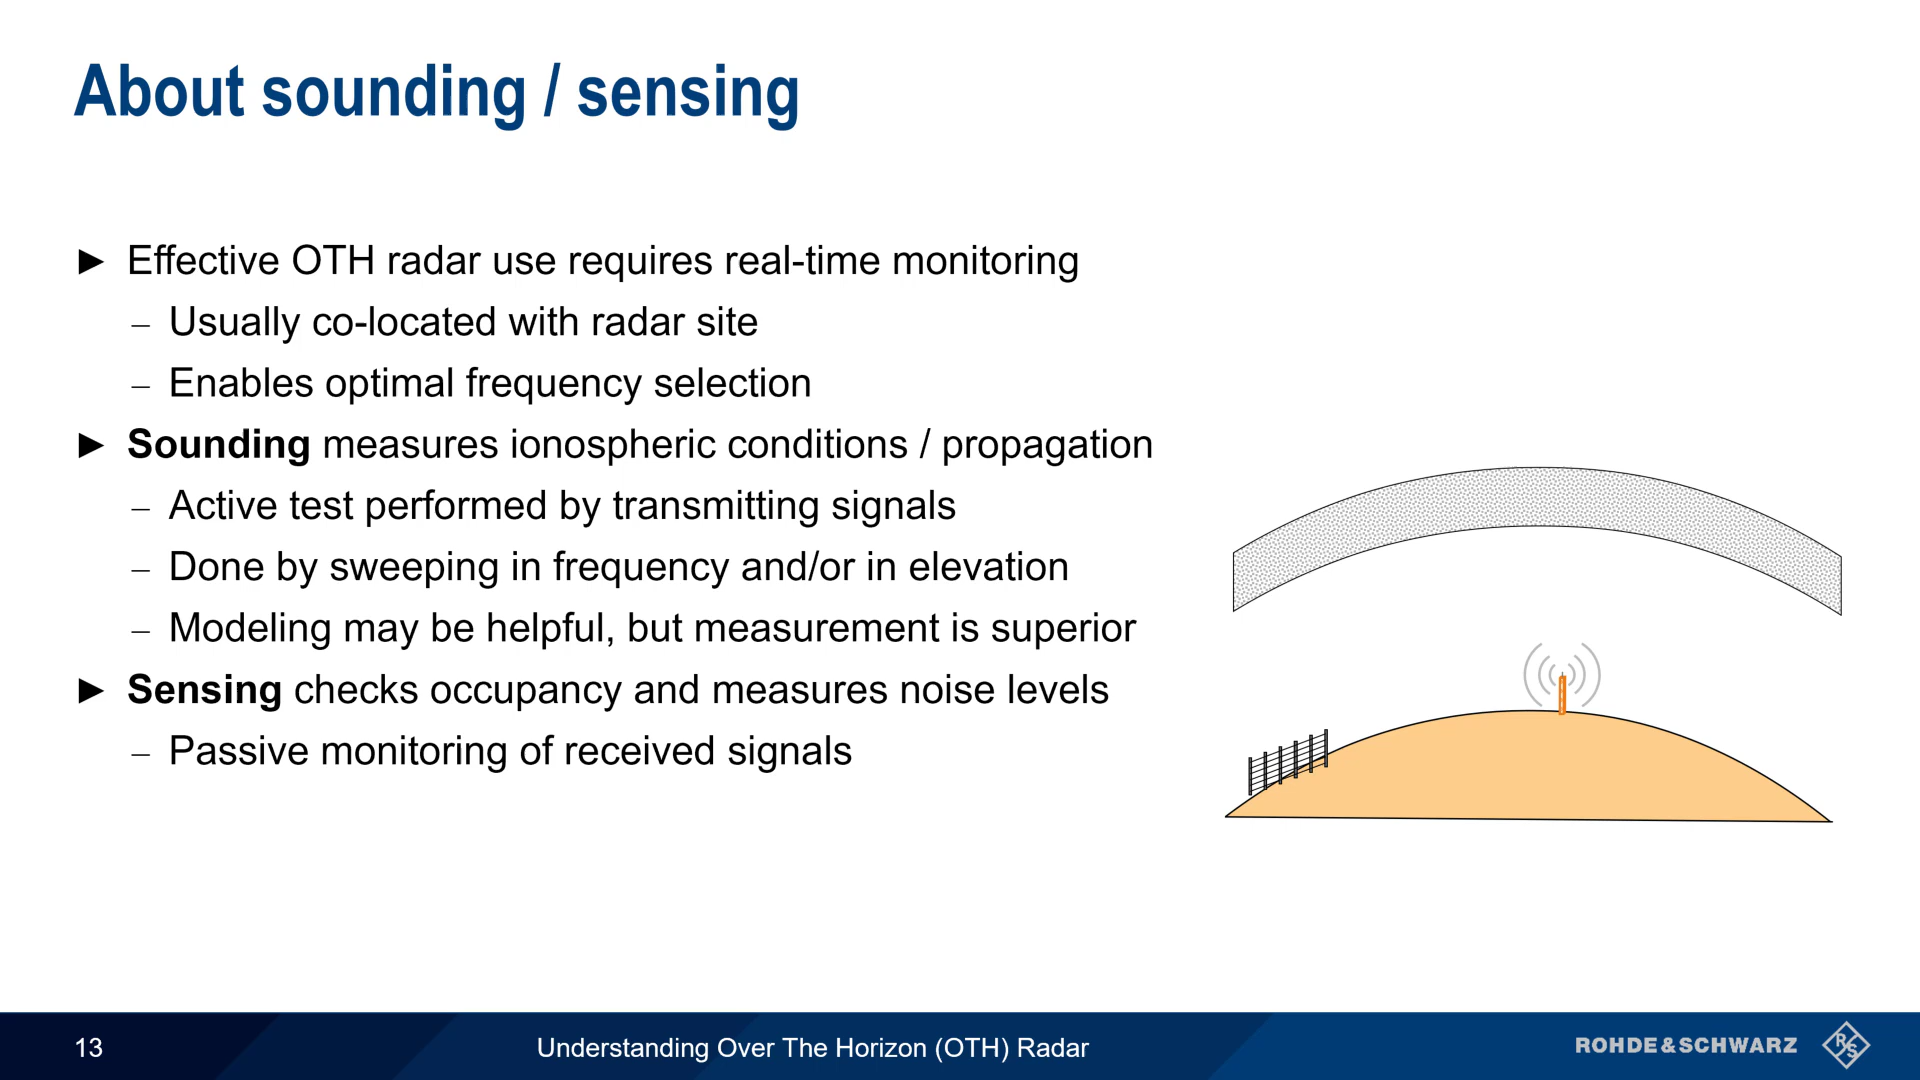 About sounding / sensing
► Effective OTH radar use requires real-time monitoring
– Usually co-located with radar site
– Enables optimal frequency selection
► Sounding measures ionospheric conditions / propagation
– Active test performed by transmitting signals
– Done by sweeping in frequency and/or in elevation
– Modeling may be helpful, but measurement is superior
► Sensing checks occupancy and measures noise levels
– Passive monitoring of received signals
13
Understanding Over The Horizon (OTH) Radar
ROHDE&SCHWARZ
R&S